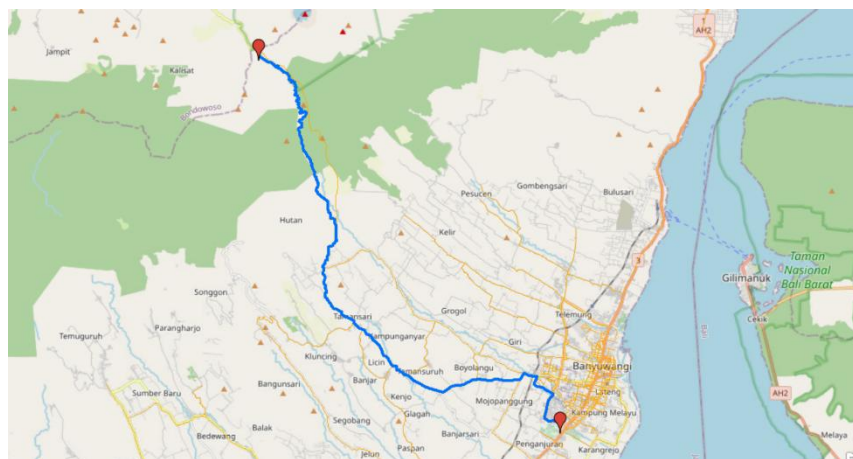 1
AH2
Jampit
Kalisat
Bondowoso
Pesucen
Gombengsari
Bulusari
Hutan
Kelir
3
Taman
Nasional
Bali Barat
Gilimanuk
Cekik
Bali
Songgon
Tamansari
Grogol
Telemung
Temuguruh
Parangharjo
Kampunganyar
Giri
Kluncing
Licin
Tamansuruh
Boyolangu
Banyuwangi
Sumber Baru
Bangunsari
Banjar
Kenjo
Mojopanggung
Lateng
AH2
Segobang
Glagah
Kampung Melayu
Bedewang
Balak
Banjarsari
Penganjuran
Karangrejo
Melaya
Jelun
Paspan